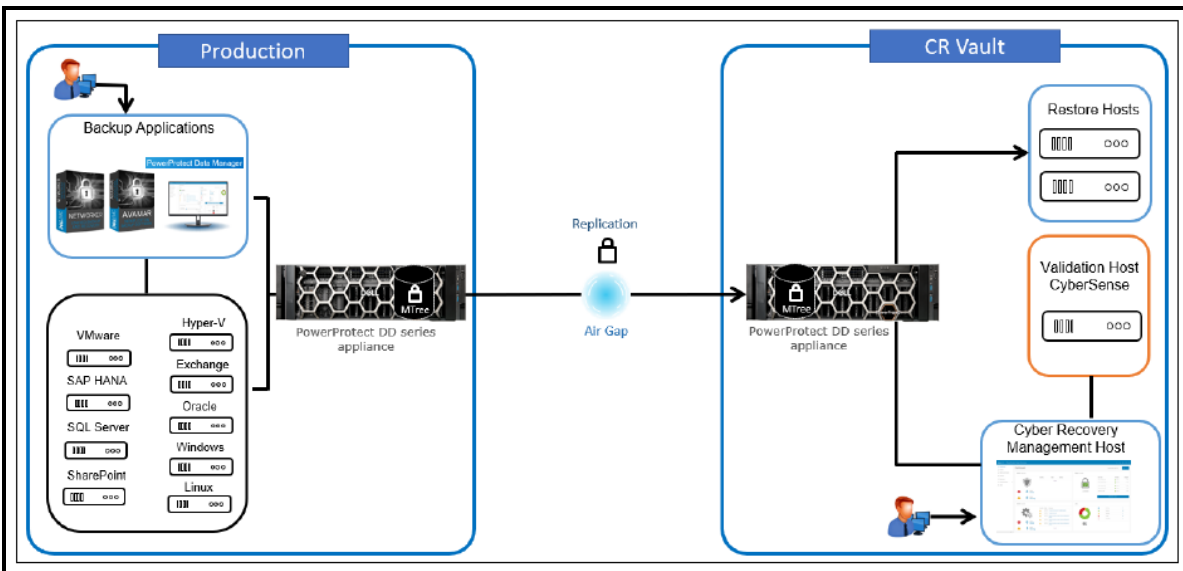 Production
Backup Applications
PowerProtect Data Manager
NETWORKER
AVAMAR
VMware
SAP HANA
SQL Server
SharePoint
Hyper-V
Exchange
Oracle
Windows
Linux
MTree
PowerProtect DD series
appliance
Replication
Air Gap
CR Vault
MTree
PowerProtect DD series
appliance
Restore Hosts
Validation Host
CyberSense
Cyber Recovery
Management Host